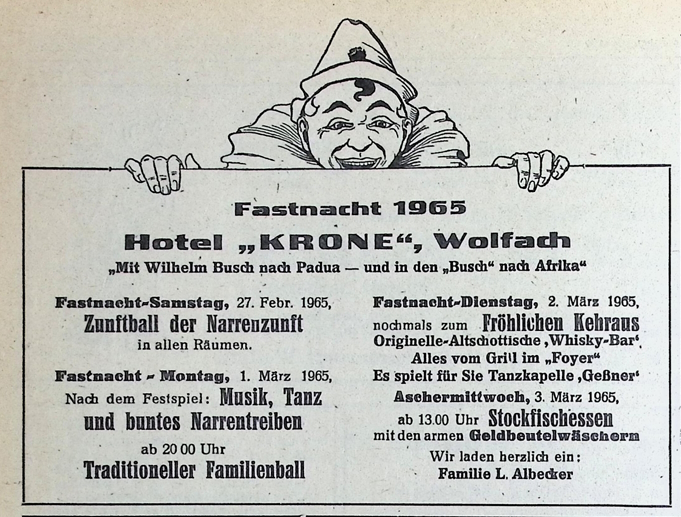 Fastnacht 1965
Hotel „KRONE“, Wolfach
„Mit Wilhelm Busch nach Padua — und in den „Busch“ nach Afrika“
Fastnacht-Samstag, 27. Febr. 1965,
Zunftball der Narrenzunft
in allen Räumen.
Fastnacht - Montag, 1. März 1965,
Nach dem Festspiel: Musik, Tanz
und buntes Narrentreiben
ab 20 00 Uhr
Traditioneller Familienball
Fastnacht-Dienstag, 2. März 1965,
nochmals zum Fröhlichen Kehraus
Originelle-Altschottische ‚Whisky-Bar‘,
Alles vom Grill im „Foyer“
Es spielt für Sie Tanzkapelle ‚Geßner‘
Aschermittwoch, 3. März 1965,
ab 13.00 Uhr Stockfischessen
mit den armen Geldbeutelwäschern
Wir laden herzlich ein:
Familie L. Albecker